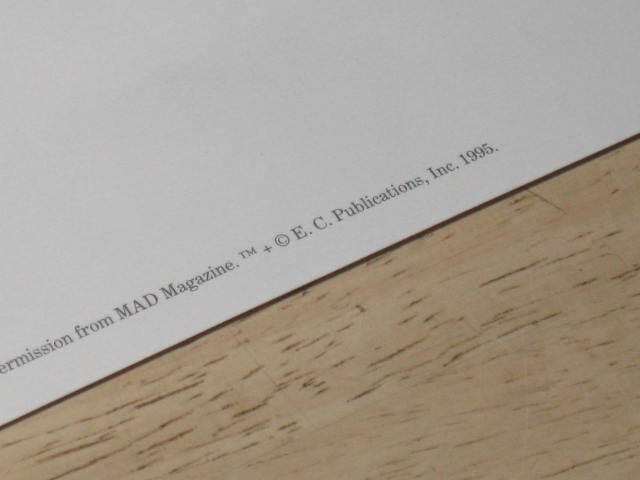 ermission from MAD Magazine.™ + © E. C. Publications, Inc. 1995.